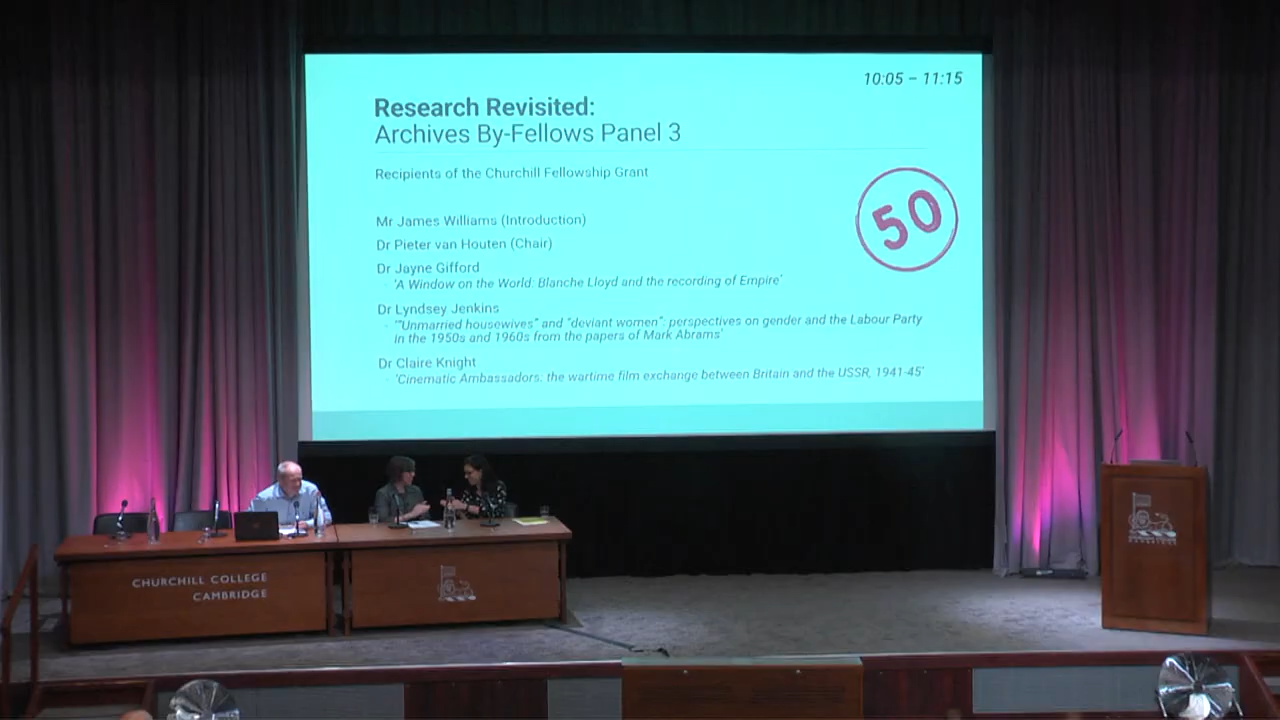 10:05 – 11:15
Research Revisited:
Archives By-Fellows Panel 3
Recipients of the Churchill Fellowship Grant
50
Mr James Williams (Introduction)
Dr Pieter van Houten (Chair)
Dr Jayne Gifford
- 'A Window on the World: Blanche Lloyd and the recording of Empire'
Dr Lyndsey Jenkins
- '"Unmarried housewives" and "deviant women": perspectives on gender and the Labour Party
in the 1950s and 1960s from the papers of Mark Abrams'
Dr Claire Knight
- 'Cinematic Ambassadors: the wartime film exchange between Britain and the USSR, 1941-45'
CHURCHILL COLLEGE
CAMBRIDGE